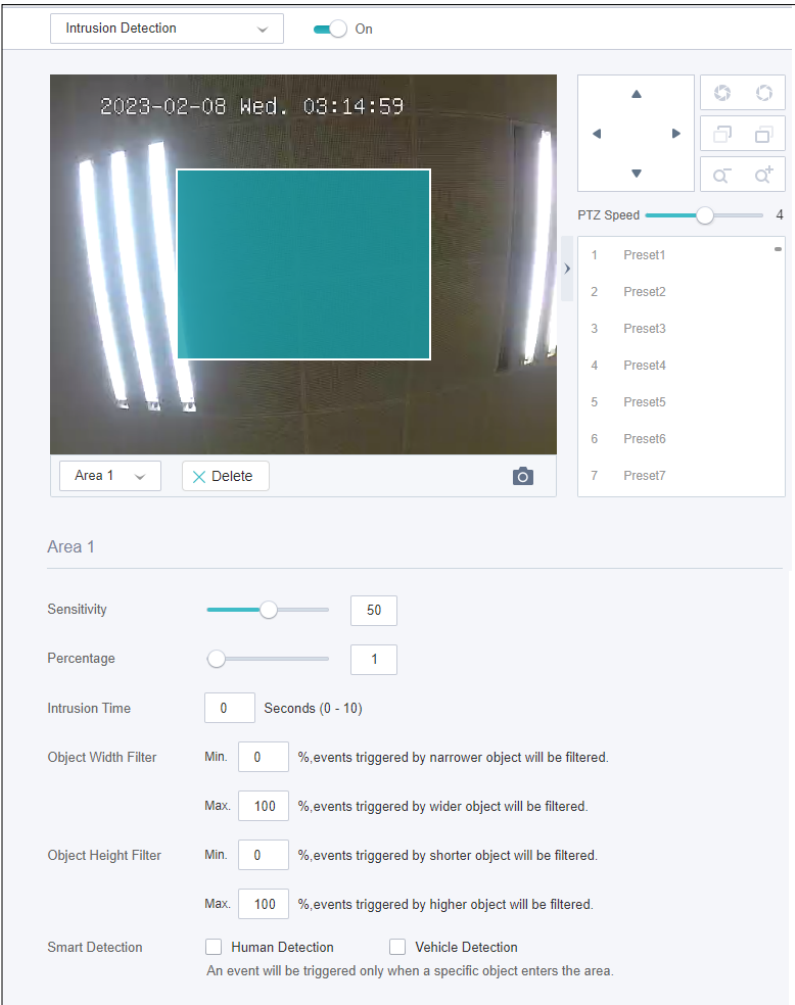 Intrusion Detection
On
2023-02-08 Wed. 03:14:59
PTZ Speed 4
1 Preset1
2 Preset2
3 Preset3
4 Preset4
5 Preset5
6 Preset6
7 Preset7
Area 1
Delete
Area 1
Sensitivity 50
Percentage 1
Intrusion Time 0 Seconds (0 - 10)
Object Width Filter Min. 0 %,events triggered by narrower object will be filtered.
Max. 100 %,events triggered by wider object will be filtered.
Object Height Filter Min. 0 %,events triggered by shorter object will be filtered.
Max. 100 %,events triggered by higher object will be filtered.
Smart Detection Human Detection Vehicle Detection
An event will be triggered only when a specific object enters the area.